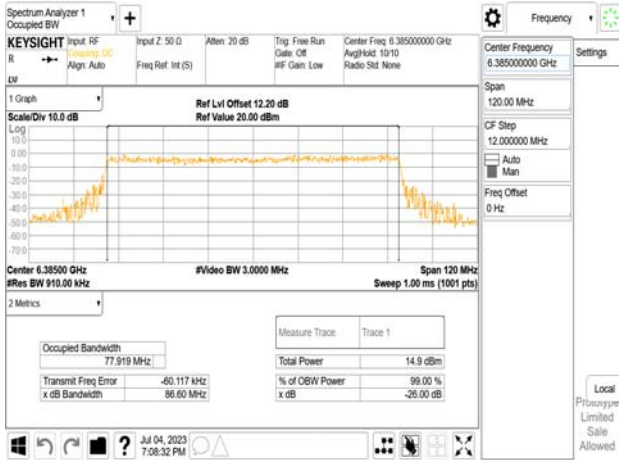 Spectrum Analyzer 1
Occupied BW
Frequency
KEYSIGHT
Input: RF
Coupling: DC
Align: Auto
Input Z: 50 Ω
Freq Ref: Int (S)
Atten: 20 dB
Trig: Free Run
Gate: Off
#IF Gain: Low
Center Freq: 6.385000000 GHz
Avg|Hold: 10/10
Radio Std: None
R
1 Graph
Scale/Div 10.0 dB
Ref Lvl Offset 12.20 dB
Ref Value 20.00 dBm
Log
10.0
0.00
-10.0
-20.0
-30.0
-40.0
-50.0
-60.0
-70.0
Center 6.38500 GHz
#Video BW 3.0000 MHz
Span 120 MHz
#Res BW 910.00 kHz
Sweep 1.00 ms (1001 pts)
2 Metrics
Measure Trace
Trace 1
Occupied Bandwidth
77.919 MHz
Total Power
14.9 dBm
Transmit Freq Error
-60.117 kHz
% of OBW Power
99.00 %
x dB Bandwidth
86.60 MHz
x dB
-26.00 dB
Jul 04, 2023
7:08:32 PM
?
Center Frequency
6.385000000 GHz
Settings
Span
120.00 MHz
CF Step
12.000000 MHz
Auto
Man
Freq Offset
0 Hz
Local
Prototype
Limited
Sale
Allowed